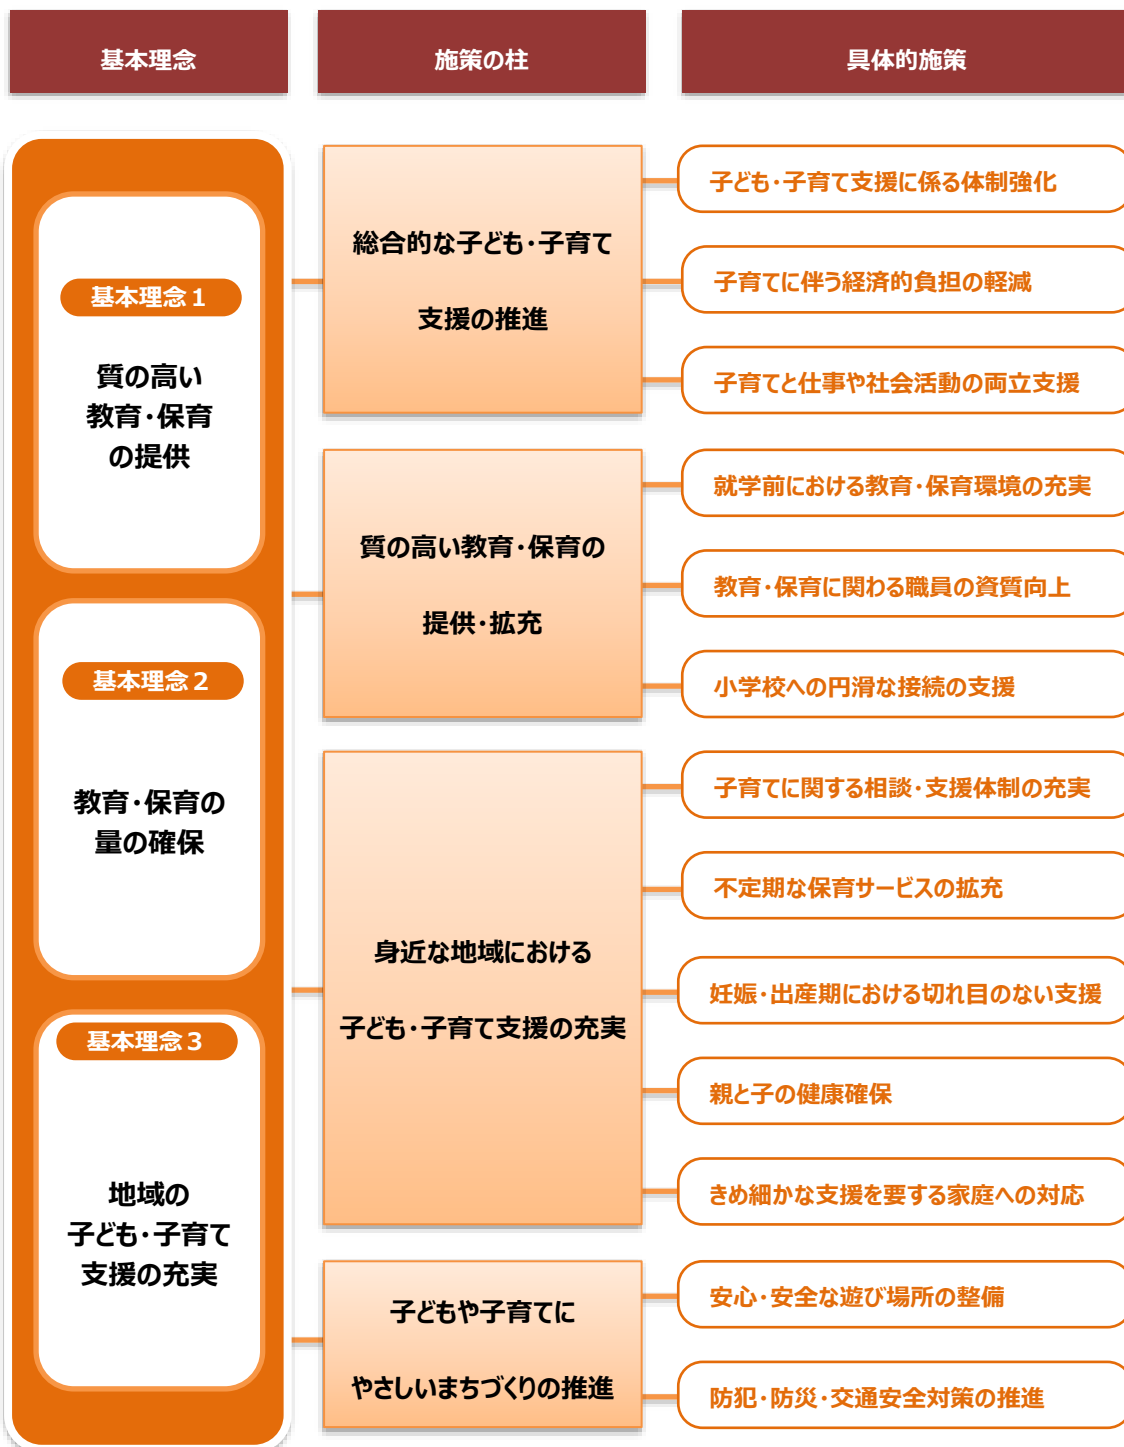 基本理念
施策の柱
具体的施策
基本理念１
質の高い
教育・保育
の提供
基本理念２
教育・保育の
量の確保
基本理念３
地域の
子ども・子育て
支援の充実
総合的な子ども・子育て
支援の推進
子ども・子育て支援に係る体制強化
子育てに伴う経済的負担の軽減
子育てと仕事や社会活動の両立支援
質の高い教育・保育の
提供・拡充
就学前における教育・保育環境の充実
教育・保育に関わる職員の資質向上
小学校への円滑な接続の支援
身近な地域における
子ども・子育て支援の充実
子育てに関する相談・支援体制の充実
不定期な保育サービスの拡充
妊娠・出産期における切れ目のない支援
親と子の健康確保
きめ細かな支援を要する家庭への対応
子どもや子育てに
やさしいまちづくりの推進
安心・安全な遊び場所の整備
防犯・防災・交通安全対策の推進